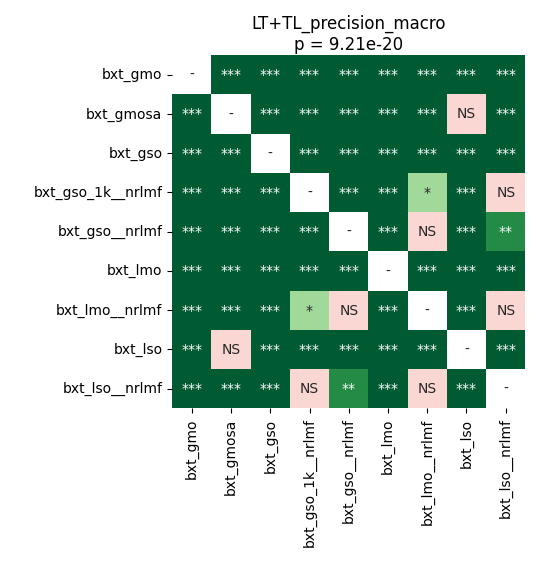 LT+TL_precision_macro
p = 9.21e-20
bxt_gmo - *** *** *** *** *** *** *** ***
bxt_gmosa *** - *** *** *** *** *** NS ***
bxt_gso *** *** - *** *** *** *** *** ***
bxt_gso_1k__nrlmf *** *** *** - *** *** * *** NS
bxt_gso__nrlmf *** *** *** *** - *** NS *** **
bxt_lmo *** *** *** *** *** - *** *** ***
bxt_lmo__nrlmf *** *** *** * NS *** - *** NS
bxt_lso *** NS *** *** *** *** *** - ***
bxt_lso__nrlmf *** *** *** NS ** *** NS *** -
bxt_gmo
bxt_gmosa
bxt_gso
bxt_gso_1k__nrlmf
bxt_gso__nrlmf
bxt_lmo
bxt_lmo__nrlmf
bxt_lso
bxt_lso__nrlmf